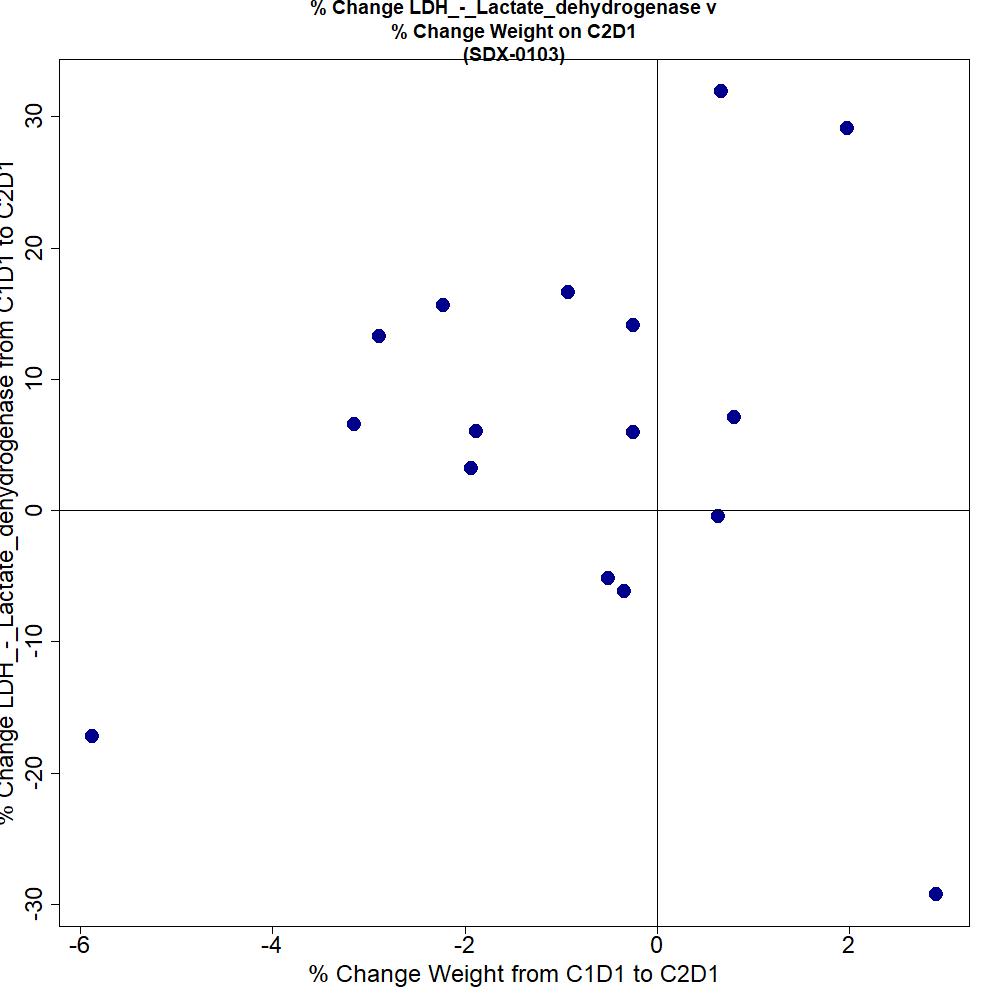 % Change LDH_-_Lactate_dehydrogenase v
% Change Weight on C2D1
(SDX-0103)
% Change LDH_-_Lactate_dehydrogenase from C1D1 to C2D1
30
20
10
0
-10
-20
-30
-6
-4
-2
0
2
% Change Weight from C1D1 to C2D1